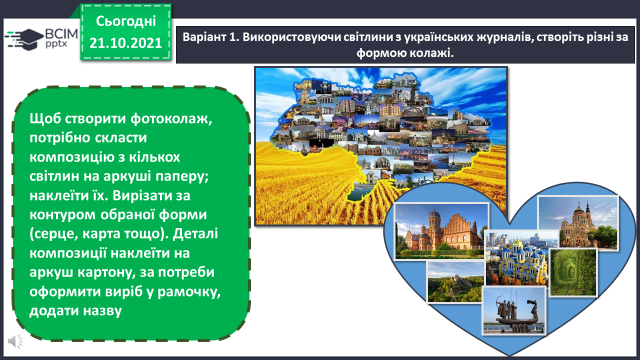 Сьогодні
21.10.2021
BCIM
pptx
Варіант 1. Використовуючи світлини з українських журналів, створіть різні за
формою колажі.
Щоб створити фотоколаж,
потрібно скласти
композицію з кількох
світлин на аркуші паперу;
наклеїти їх. Вирізати за
контуром обраної форми
(серце, карта тощо). Деталі
композиції наклеїти на
аркуш картону, за потреби
оформити виріб у рамочку,
додати назву